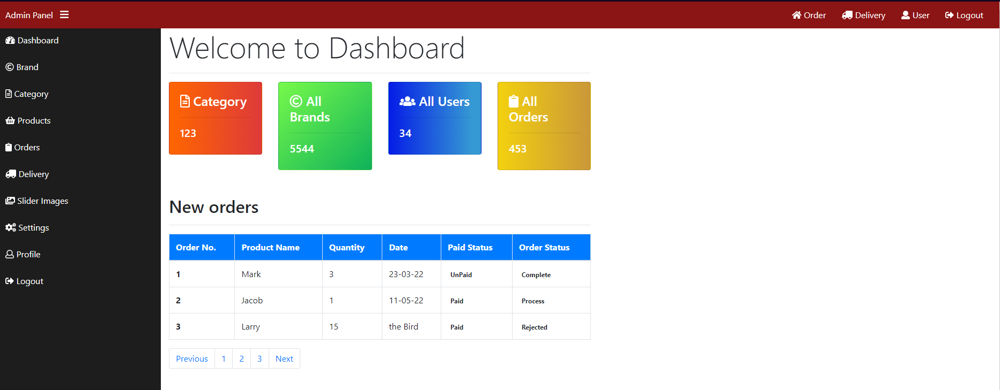 Admin Panel
Order Delivery User Logout
Dashboard
Brand
Category
Products
Orders
Delivery
Slider Images
Settings
Profile
Logout
Welcome to Dashboard
Category
123
All
Brands
5544
All Users
34
All
Orders
453
New orders
Order No. Product Name Quantity Date Paid Status Order Status
1 Mark 3 23-03-22 UnPaid Complete
2 Jacob 1 11-05-22 Paid Process
3 Larry 15 the Bird Paid Rejected
Previous 1 2 3 Next